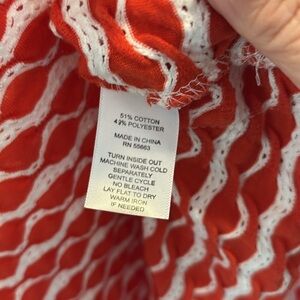 51% COTTON
49% POLYESTER
MADE IN CHINA
RN 55663
TURN INSIDE OUT
MACHINE WASH COLD
SEPARATELY
GENTLE CYCLE
NO BLEACH
LAY FLAT TO DRY
WARM IRON
IF NEEDED